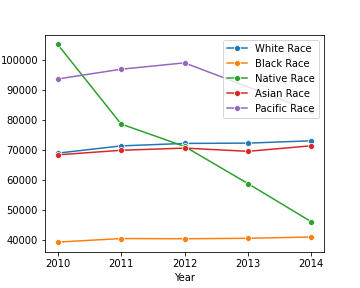 White Race
Black Race
Native Race
Asian Race
Pacific Race
100000
90000
80000
70000
60000
50000
40000
2010
2011
2012
2013
2014
Year